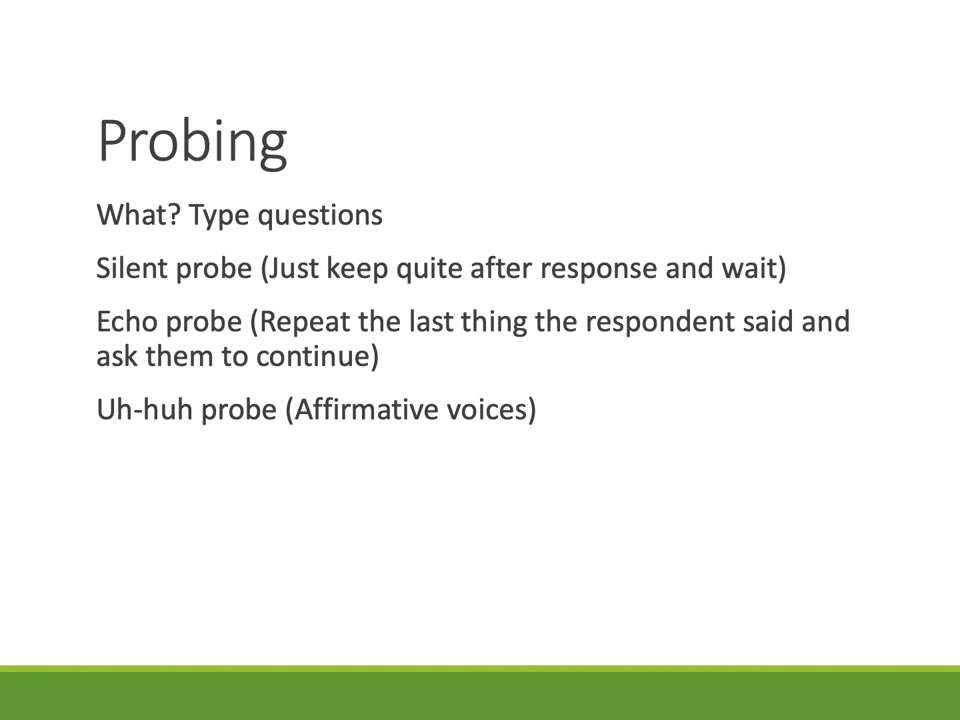 Probing
What? Type questions
Silent probe (Just keep quite after response and wait)
Echo probe (Repeat the last thing the respondent said and
ask them to continue)
Uh-huh probe (Affirmative voices)